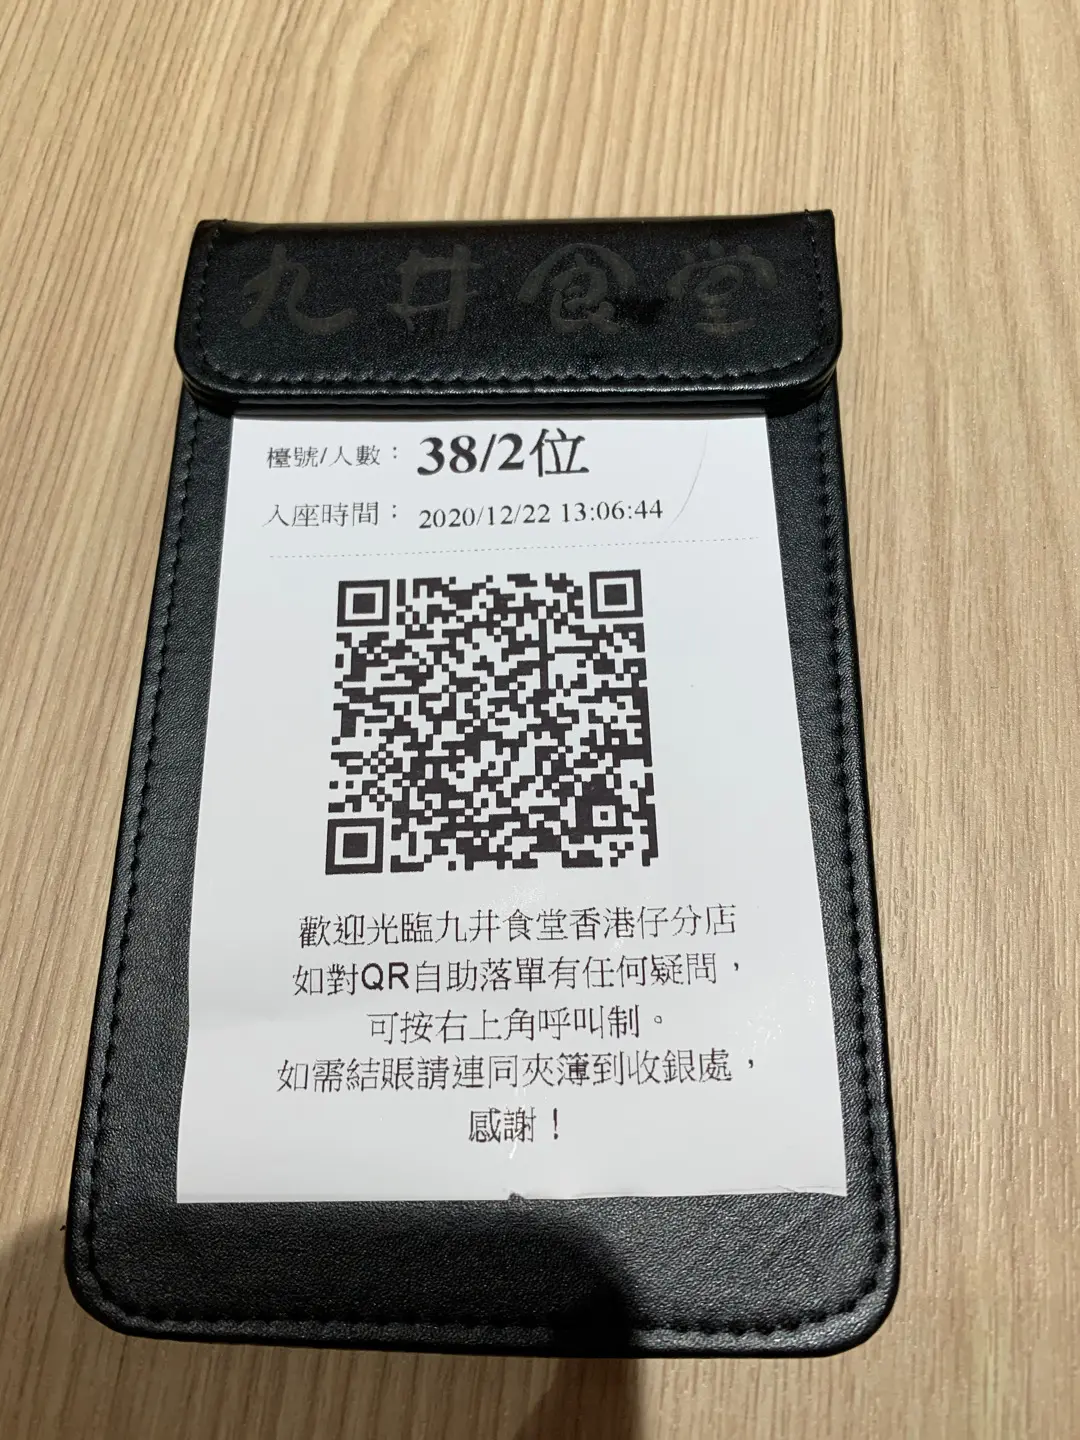 九井食堂
檯號/人數： 38/2位
入座時間： 2020/12/22 13:06:44
歡迎光臨九井食堂香港仔分店
如對QR自助落單有任何疑問，
可按右上角呼叫制。
如需結賬請連同夾簿到收銀處，
感謝！